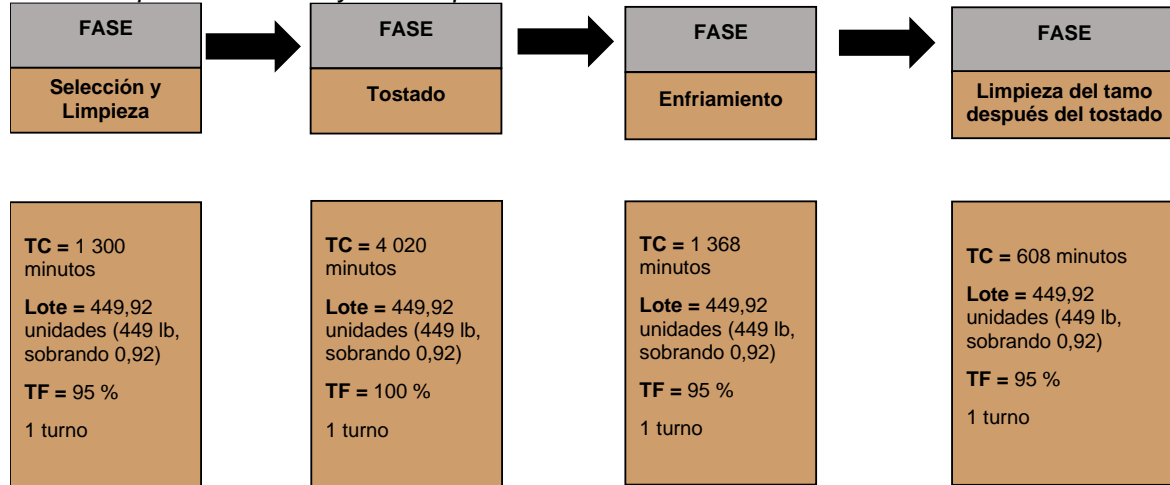 FASE
Selección y
Limpieza
FASE
Tostado
FASE
Enfriamiento
FASE
Limpieza del tamo
después del tostado
TC = 1 300
minutos
Lote = 449,92
unidades (449 lb,
sobrando 0,92)
TF = 95 %
1 turno
TC = 4 020
minutos
Lote = 449,92
unidades (449 lb,
sobrando 0,92)
TF = 100 %
1 turno
TC = 1 368
minutos
Lote = 449,92
unidades (449 lb,
sobrando 0,92)
TF = 95 %
1 turno
TC = 608 minutos
Lote = 449,92
unidades (449 lb,
sobrando 0,92)
TF = 95 %
1 turno